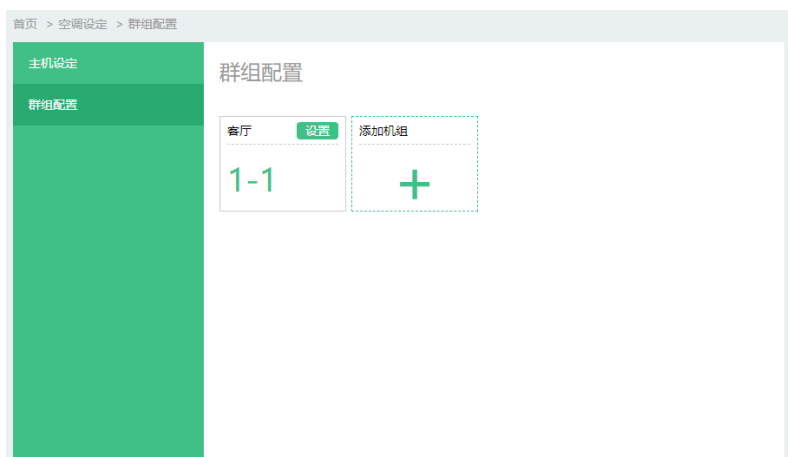 首页 > 空调设定 > 群组配置
主机设定
群组配置
群组配置
客厅 设置
1-1
添加机组
+